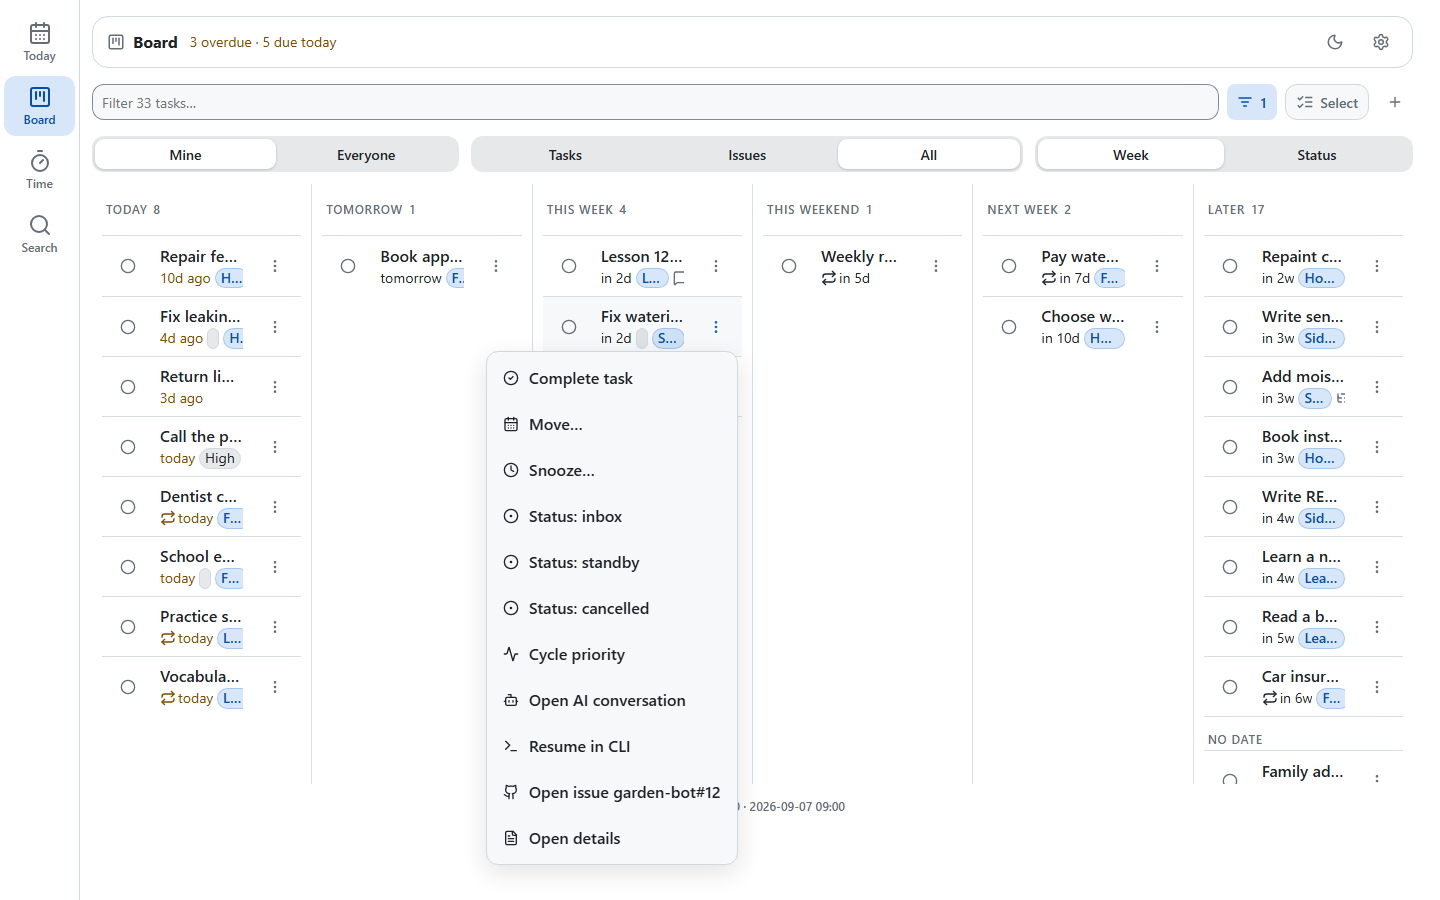 Today
Board
Time
Search
Board 3 overdue · 5 due today
Filter 33 tasks...
1
Select
Mine
Everyone
Tasks
Issues
All
Week
Status
TODAY 8
Repair fe...
10d ago H...
Fix leakin...
4d ago H.
Return li...
3d ago
Call the p...
today High
Dentist c...
today F...
School e...
today F...
Practice s...
today L...
Vocabula...
today L...
TOMORROW 1
Book app...
tomorrow F.
THIS WEEK 4
Lesson 12...
in 2d L...
Fix wateri...
in 2d S...
Complete task
Move...
Snooze...
Status: inbox
Status: standby
Status: cancelled
Cycle priority
Open AI conversation
Resume in CLI
Open issue garden-bot#12
Open details
THIS WEEKEND 1
Weekly r...
in 5d
NEXT WEEK 2
Pay wate...
in 7d F...
Choose w...
in 10d H...
LATER 17
Repaint c...
in 2w Ho...
Write sen...
in 3w Sid...
Add mois...
in 3w S...
Book inst...
in 3w Ho...
Write RE...
in 4w Sid...
Learn a n...
in 4w Lea...
Read a b...
in 5w Lea...
Car insur...
in 6w F...
NO DATE
Family ad...
· 2026-09-07 09:00